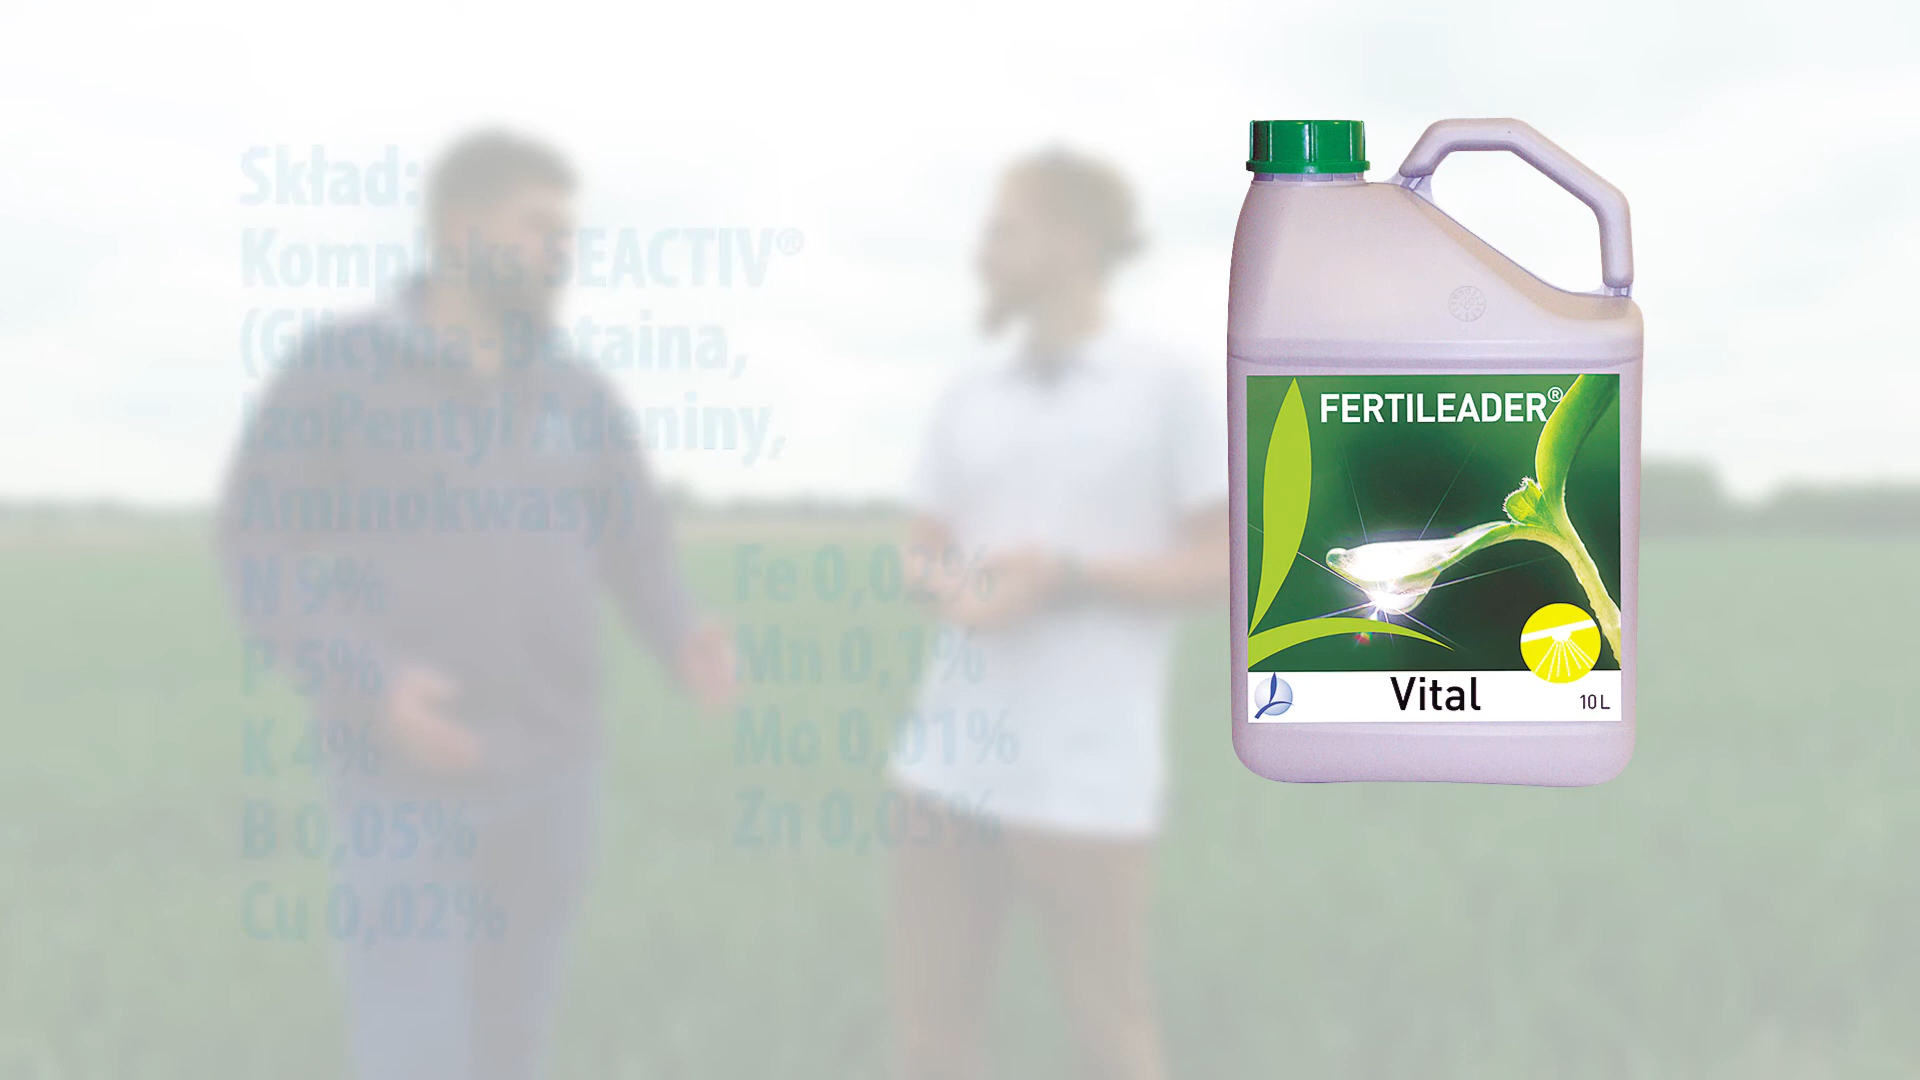 Skład:
Kompleks SEACTIV®
(Glicyna-Betaina,
IzoPentyl Adeniny,
Aminokwasy)
N 9%
P 5%
K 4%
B 0,05%
Cu 0,02%
Fe 0,02%
Mn 0,1%
Mo 0,01%
Zn 0,05%
FERTILEADER®
Vital
10 L